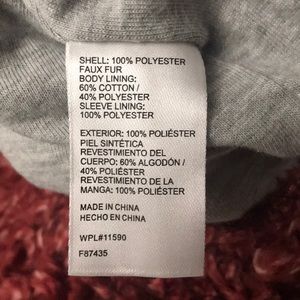 SHELL: 100% POLYESTER
FAUX FUR
BODY LINING:
60% COTTON /
40% POLYESTER
SLEEVE LINING:
100% POLYESTER
EXTERIOR: 100% POLIÉSTER
PIEL SINTÉTICA
REVESTIMIENTO DEL
CUERPO: 60% ALGODÓN /
40% POLIÉSTER
REVESTIMIENTO DE LA
MANGA: 100% POLIÉSTER
MADE IN CHINA
HECHO EN CHINA
WPL#11590
F87435